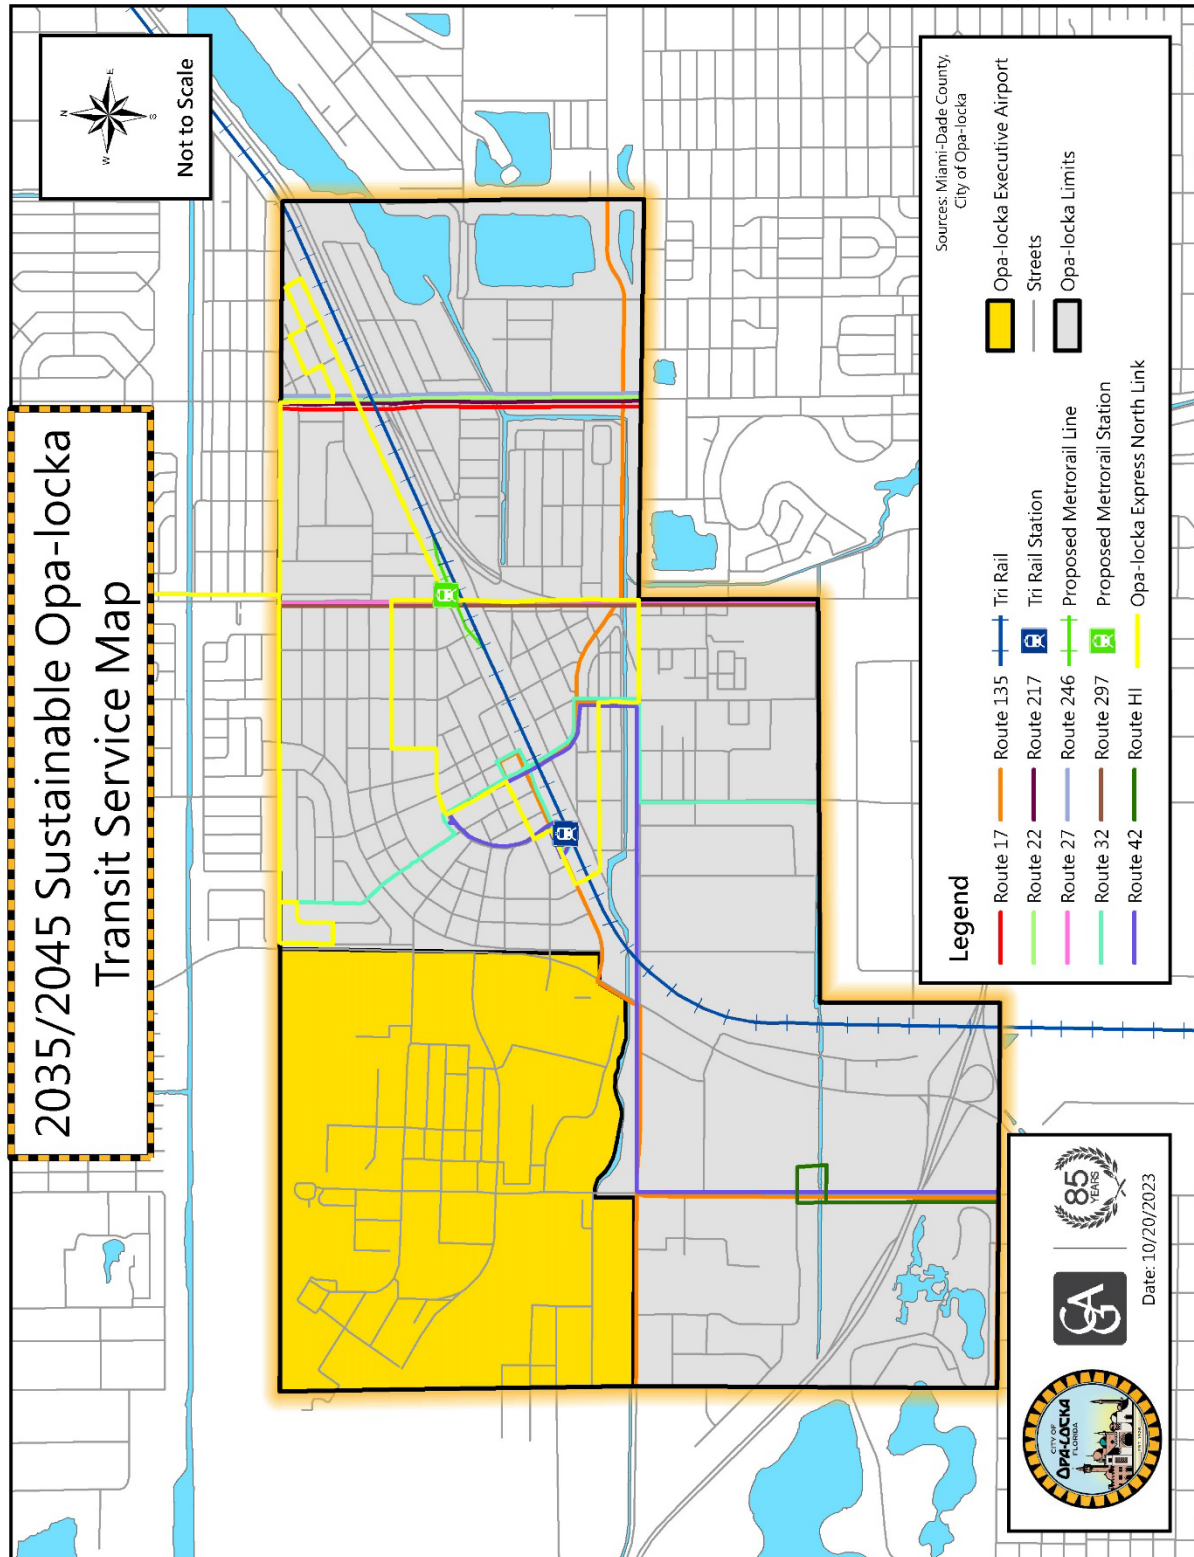 2035/2045 Sustainable Opa-locka
Transit Service Map
N
W
E
S
Not to Scale
Sources: Miami-Dade County,
City of Opa-locka
Legend
Route 17
Route 22
Route 27
Route 32
Route 42
Route 135
Route 217
Route 246
Route 297
Route HI
Tri Rail
Tri Rail Station
Proposed Metrorail Line
Proposed Metrorail Station
Opa-locka Express North Link
Opa-locka Executive Airport
Streets
Opa-locka Limits
CITY OF
OPA-LOCKA
FLORIDA
CGA
85
YEARS
Date: 10/20/2023